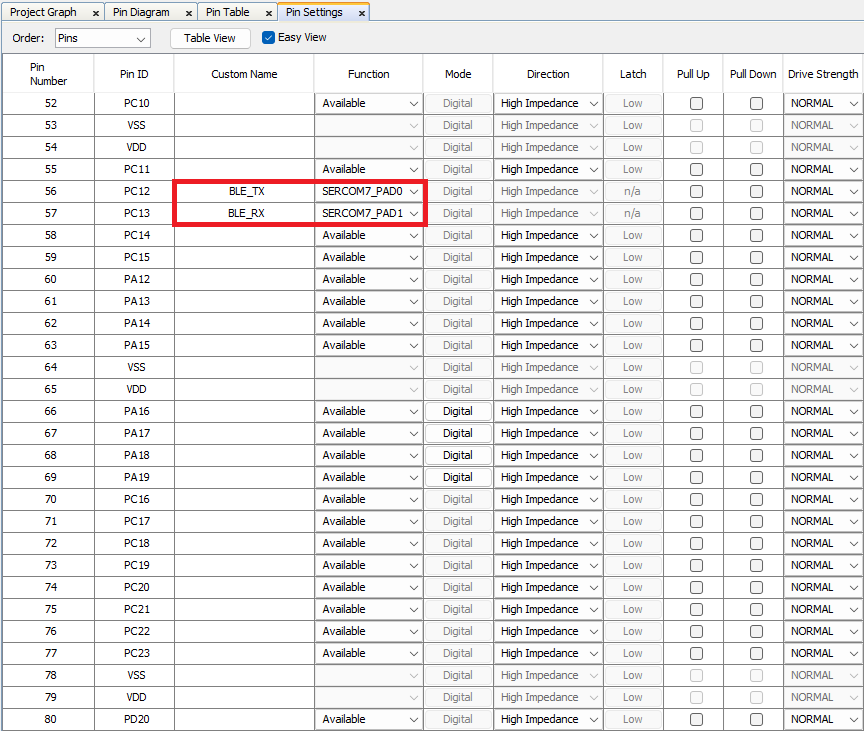 Project Graph × Pin Diagram × Pin Table × Pin Settings ×
Order: Pins Table View Easy View
Pin Number Pin ID Custom Name Function Mode Direction Latch Pull Up Pull Down Drive Strength
52 PC10 Available Digital High Impedance Low NORMAL
53 VSS Digital High Impedance Low NORMAL
54 VDD Digital High Impedance Low NORMAL
55 PC11 Available Digital High Impedance Low NORMAL
56 PC12 BLE_TX SERCOM7_PAD0 Digital High Impedance n/a NORMAL
57 PC13 BLE_RX SERCOM7_PAD1 Digital High Impedance n/a NORMAL
58 PC14 Available Digital High Impedance Low NORMAL
59 PC15 Available Digital High Impedance Low NORMAL
60 PA12 Available Digital High Impedance Low NORMAL
61 PA13 Available Digital High Impedance Low NORMAL
62 PA14 Available Digital High Impedance Low NORMAL
63 PA15 Available Digital High Impedance Low NORMAL
64 VSS Digital High Impedance Low NORMAL
65 VDD Digital High Impedance Low NORMAL
66 PA16 Available Digital High Impedance Low NORMAL
67 PA17 Available Digital High Impedance Low NORMAL
68 PA18 Available Digital High Impedance Low NORMAL
69 PA19 Available Digital High Impedance Low NORMAL
70 PC16 Available Digital High Impedance Low NORMAL
71 PC17 Available Digital High Impedance Low NORMAL
72 PC18 Available Digital High Impedance Low NORMAL
73 PC19 Available Digital High Impedance Low NORMAL
74 PC20 Available Digital High Impedance Low NORMAL
75 PC21 Available Digital High Impedance Low NORMAL
76 PC22 Available Digital High Impedance Low NORMAL
77 PC23 Available Digital High Impedance Low NORMAL
78 VSS Digital High Impedance Low NORMAL
79 VDD Digital High Impedance Low NORMAL
80 PD20 Available Digital High Impedance Low NORMAL